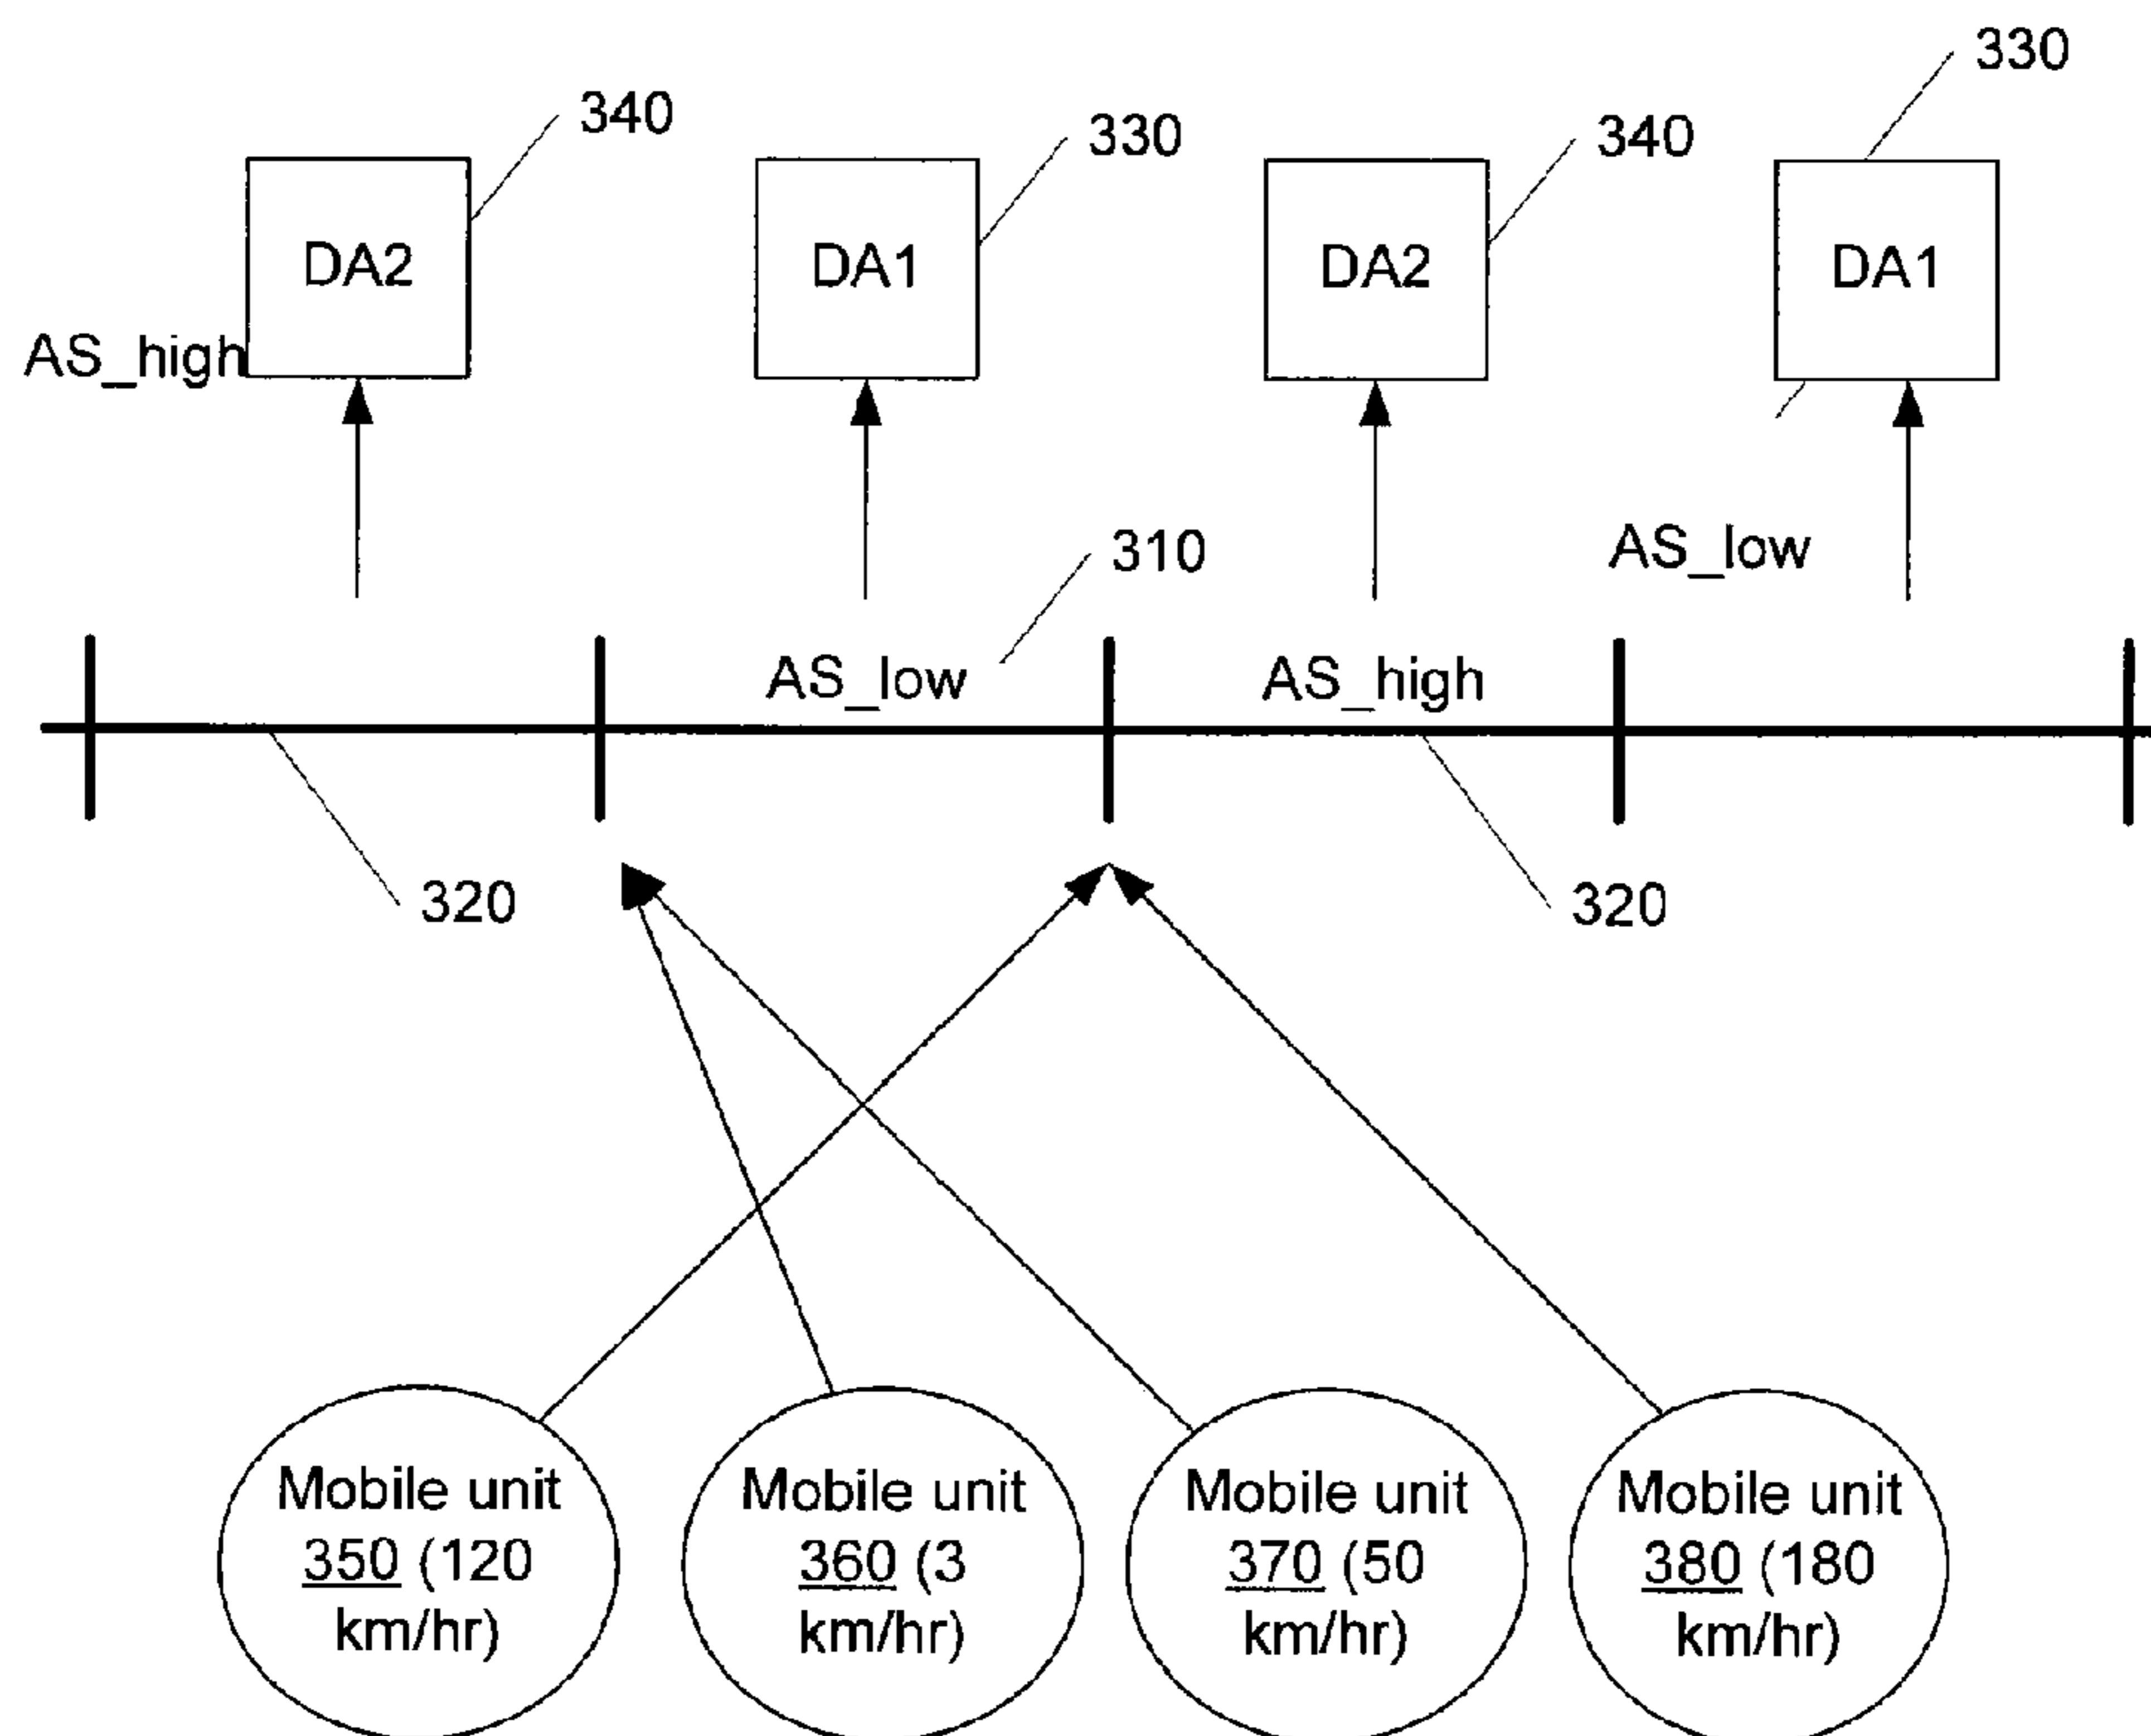 330
340
330
340
DA2
DA1
DA2
DA1
AS_high
310
AS_low
AS_low
AS_high
320
320
Mobile unit
350 (120
km/hr)
Mobile unit
360 (3
km/hr)
Mobile unit
370 (50
km/hr)
Mobile unit
380 (180
km/hr)